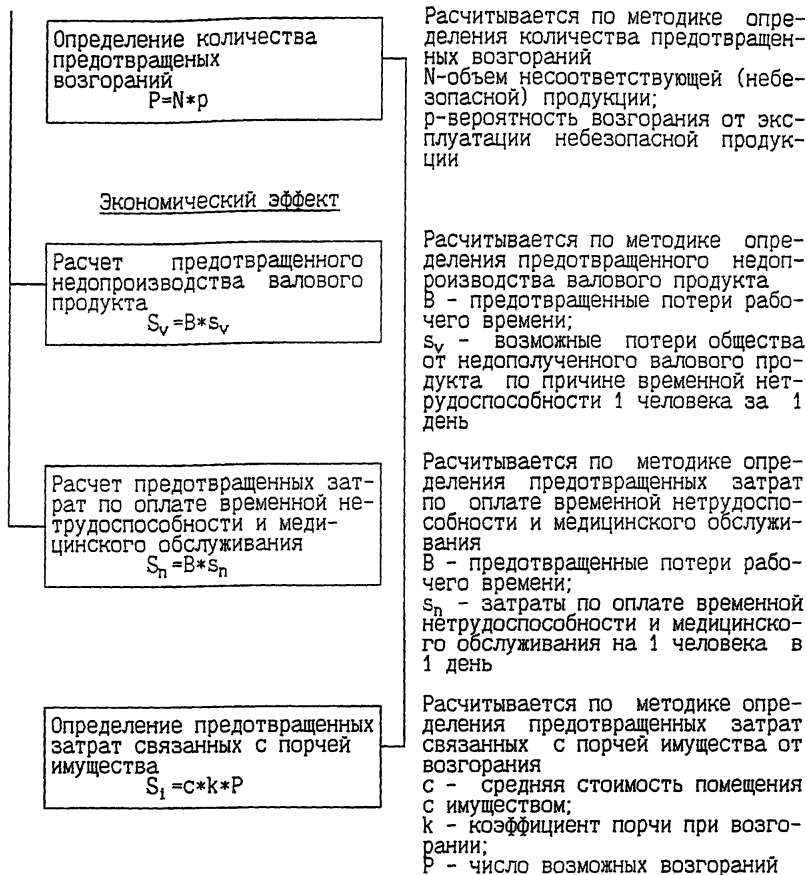 Определение количества
предотвращеных
возгораний
P=N*p
Расчитывается по методике опре-
деления количества предотвращен-
ных возгораний
N-объем несоответствующей (небе-
зопасной) продукции;
p-вероятность возгорания от экс-
плуатации небезопасной продук-
ции
Экономический эффект
Расчет предотвращенного
недопроизводства валового
продукта
S_v=B*s_v
Расчитывается по методике опре-
деления предотвращенного недоп-
роизводства валового продукта
B - предотвращенные потери рабо-
чего времени;
s_v - возможные потери общества
от недополученного валового про-
дукта по причине временной нет-
рудоспособности 1 человека за 1
день
Расчет предотвращенных зат-
рат по оплате временной не-
трудоспособности и меди-
цинского обслуживания
S_n=B*s_n
Расчитывается по методике опре-
деления предотвращенных затрат
по оплате временной нетрудоспо-
собности и медицинского обслужи-
вания
B - предотвращенные потери рабо-
чего времени;
s_n - затраты по оплате временной
нетрудоспособности и медицинско-
го обслуживания на 1 человека в
1 день
Определение предотвращенных
затрат связанных с порчей
имущества
S_i=c*k*P
Расчитывается по методике опре-
деления предотвращенных затрат
связанных с порчей имущества от
возгорания
c - средняя стоимость помещения
с имуществом;
k - коэффициент порчи при возго-
рании;
P - число возможных возгораний